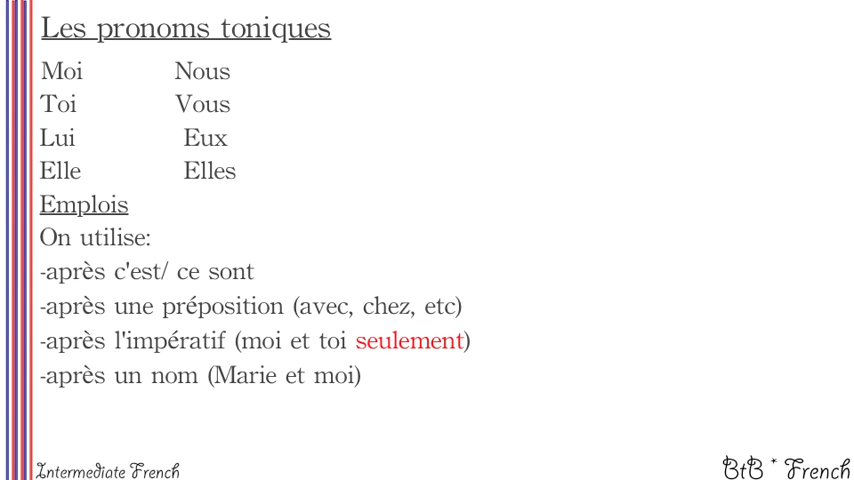 Les pronoms toniques
Moi Nous
Toi Vous
Lui Eux
Elle Elles
Emplois
On utilise:
-après c'est/ ce sont
-après une préposition (avec, chez, etc)
-après l'impératif (moi et toi seulement)
-après un nom (Marie et moi)
Intermediate French BtB * French